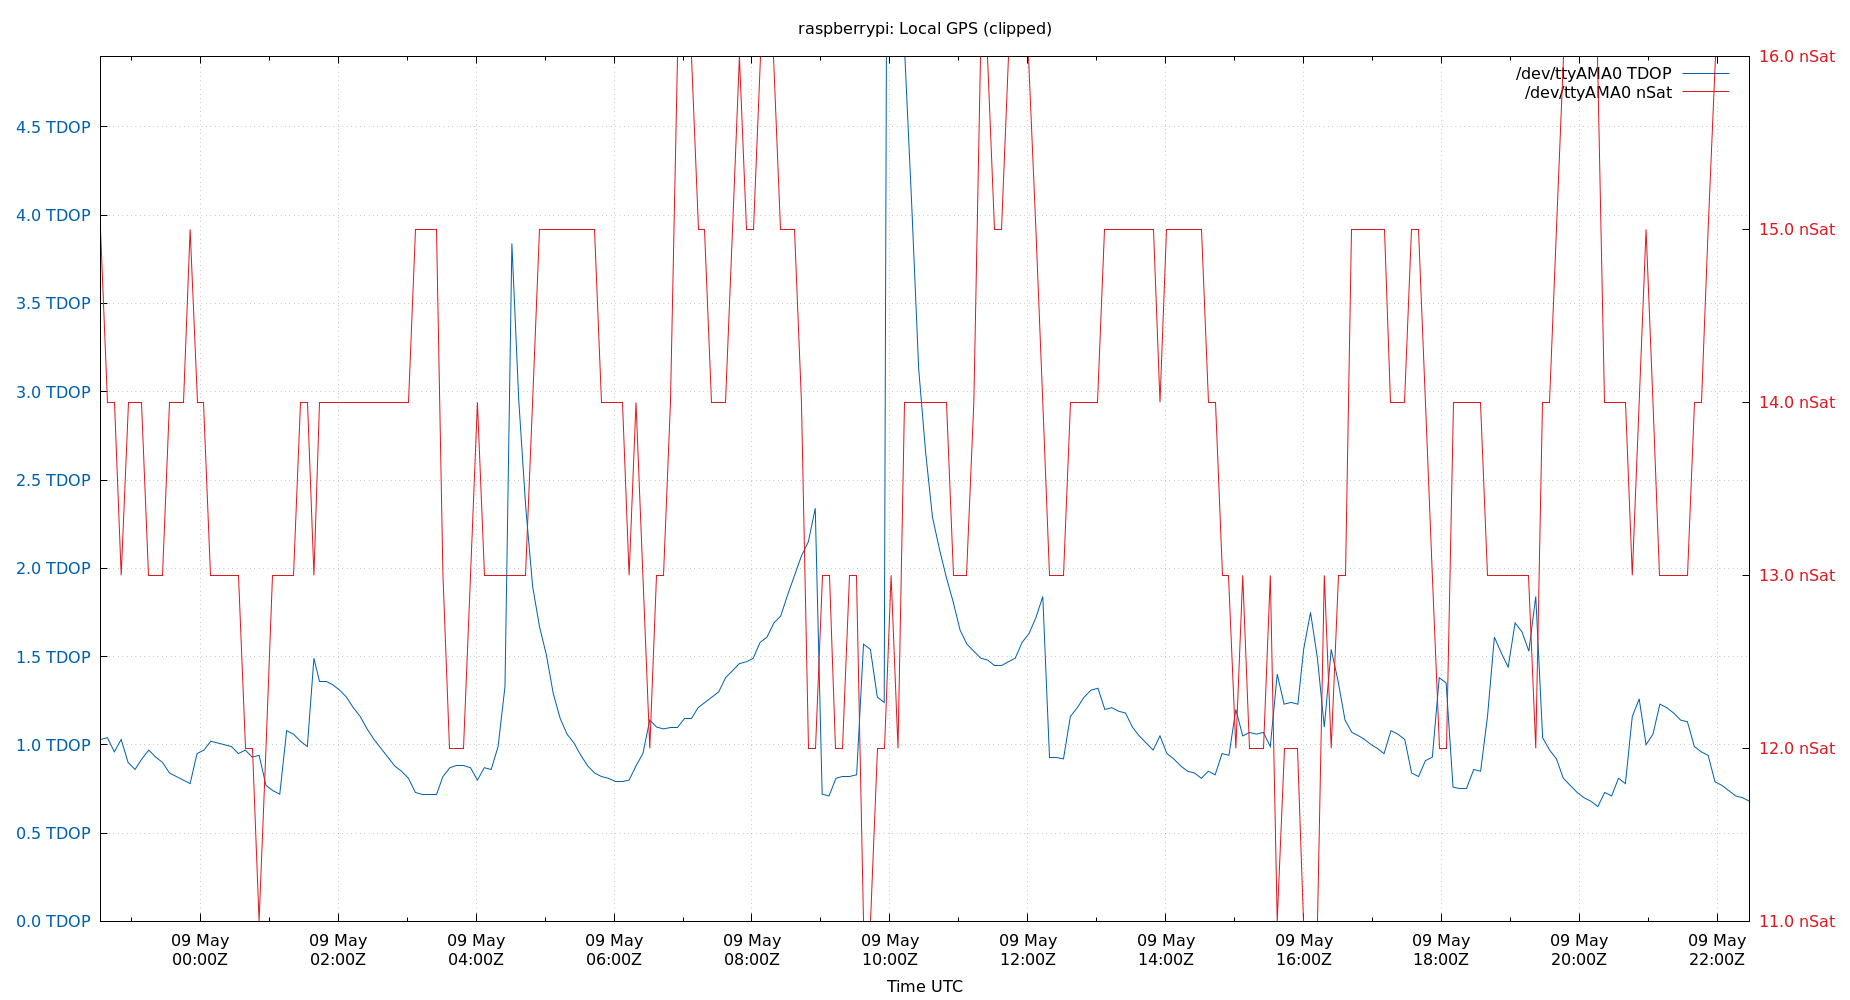 raspberrypi: Local GPS (clipped)
/dev/ttyAMA0 TDOP
/dev/ttyAMA0 nSat
4.5 TDOP
4.0 TDOP
3.5 TDOP
3.0 TDOP
2.5 TDOP
2.0 TDOP
1.5 TDOP
1.0 TDOP
0.5 TDOP
0.0 TDOP
16.0 nSat
15.0 nSat
14.0 nSat
13.0 nSat
12.0 nSat
11.0 nSat
09 May 09 May 09 May 09 May 09 May 09 May 09 May 09 May 09 May 09 May 09 May 09 May
00:00Z 02:00Z 04:00Z 06:00Z 08:00Z 10:00Z 12:00Z 14:00Z 16:00Z 18:00Z 20:00Z 22:00Z
Time UTC